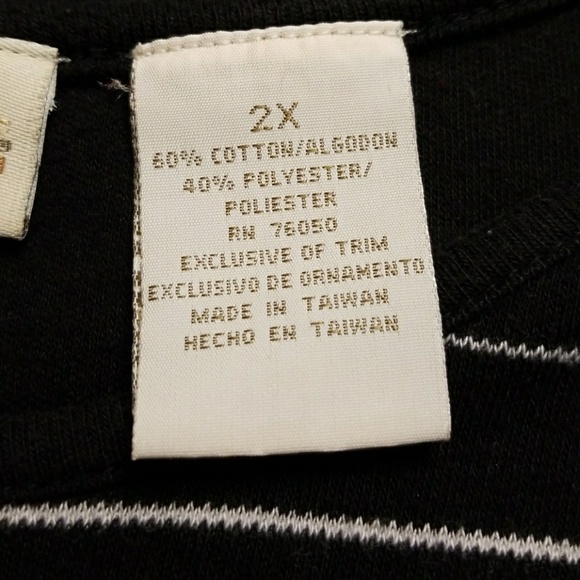 2X
60% COTTON/ALGODON
40% POLYESTER/
POLIESTER
RN 76050
EXCLUSIVE OF TRIM
EXCLUSIVO DE ORNAMENTO
MADE IN TAIWAN
HECHO EN TAIWAN